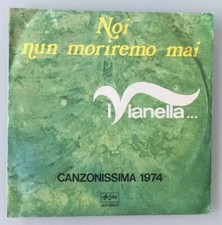 Noi
nun moriremo mai
i Vianella...
CANZONISSIMA 1974